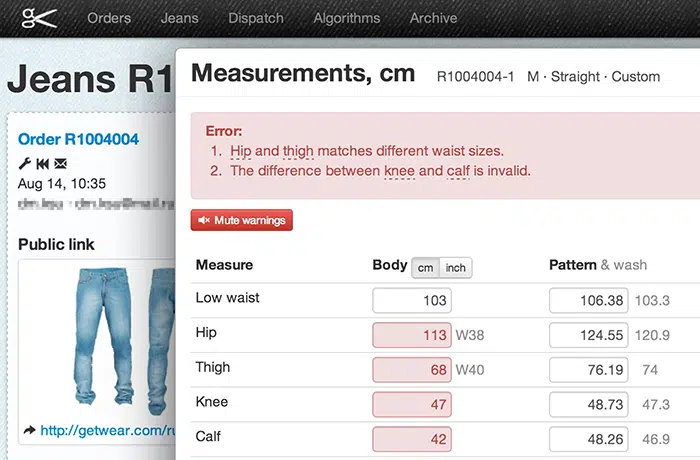 Orders Jeans Dispatch Algorithms Archive
Jeans R1
Order R1004004
Aug 14, 10:35
Public link
http://getwear.com/ru
Measurements, cm R1004004-1 M · Straight · Custom
Error:
1. Hip and thigh matches different waist sizes.
2. The difference between knee and calf is invalid.
Mute warnings
Measure Body cm inch Pattern & wash
Low waist 103 106.38 103.3
Hip 113 W38 124.55 120.9
Thigh 68 W40 76.19 74
Knee 47 48.73 47.3
Calf 42 48.26 46.9